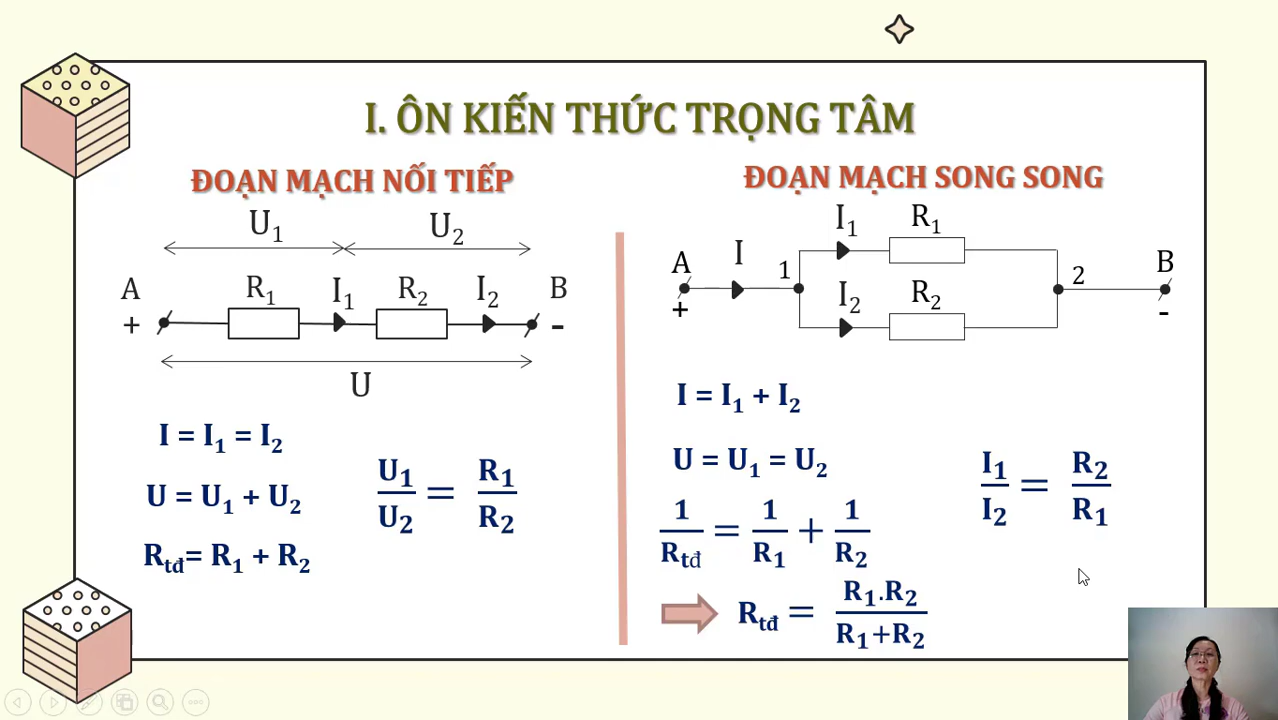 I. ÔN KIẾN THỨC TRỌNG TÂM
ĐOẠN MẠCH NỐI TIẾP
U₁ U₂
A R₁ I₁ R₂ I₂ B
+ -
U
I = I₁ = I₂
U = U₁ + U₂
Rₜđ= R₁ + R₂
U₁/U₂ = R₁/R₂
ĐOẠN MẠCH SONG SONG
I₁ R₁
A I 1 2 B
I₂ R₂
+ -
I = I₁ + I₂
U = U₁ = U₂
1/Rₜđ = 1/R₁ + 1/R₂
Rₜđ = R₁.R₂/R₁+R₂
I₁/I₂ = R₂/R₁